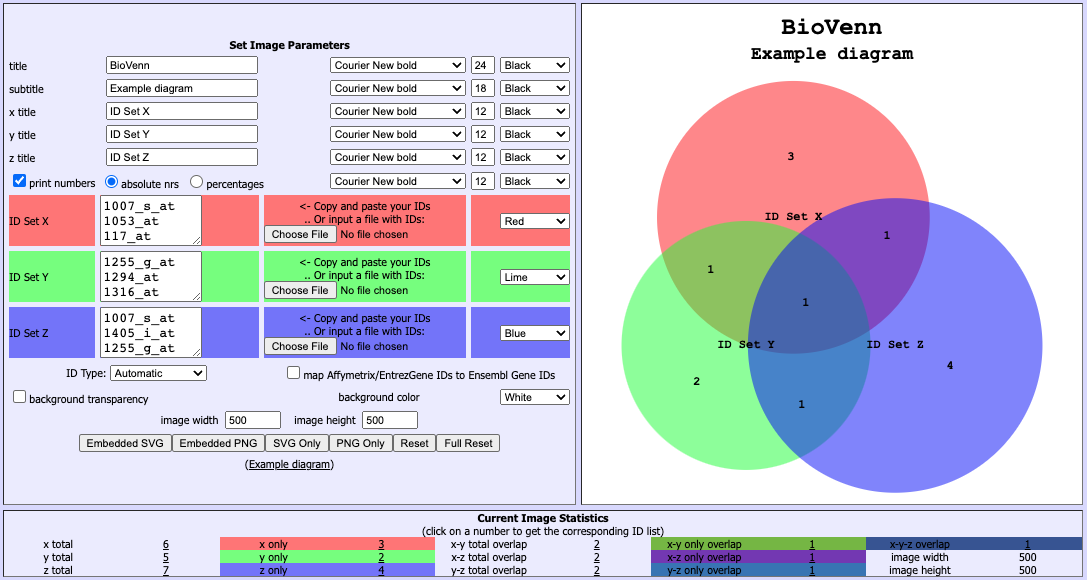 Set Image Parameters
title BioVenn Courier New bold 24 Black
subtitle Example diagram Courier New bold 18 Black
x title ID Set X Courier New bold 12 Black
y title ID Set Y Courier New bold 12 Black
z title ID Set Z Courier New bold 12 Black
print numbers absolute nrs percentages Courier New bold 12 Black
ID Set X
1007_s_at
1053_at
117_at
<- Copy and paste your IDs
.. Or input a file with IDs:
Choose File No file chosen
Red
ID Set Y
1255_g_at
1294_at
1316_at
<- Copy and paste your IDs
.. Or input a file with IDs:
Choose File No file chosen
Lime
ID Set Z
1007_s_at
1405_i_at
1255_g_at
<- Copy and paste your IDs
.. Or input a file with IDs:
Choose File No file chosen
Blue
ID Type: Automatic map Affymetrix/EntrezGene IDs to Ensembl Gene IDs
background transparency background color White
image width 500 image height 500
Embedded SVG Embedded PNG SVG Only PNG Only Reset Full Reset
(Example diagram)
BioVenn
Example diagram
3
ID Set X
1
1
1
ID Set Y ID Set Z
4
2
1
Current Image Statistics
(click on a number to get the corresponding ID list)
x total 6 x only 3 x-y total overlap 2 x-y only overlap 1 x-y-z overlap 1
y total 5 y only 2 x-z total overlap 2 x-z only overlap 1 image width 500
z total 7 z only 4 y-z total overlap 2 y-z only overlap 1 image height 500